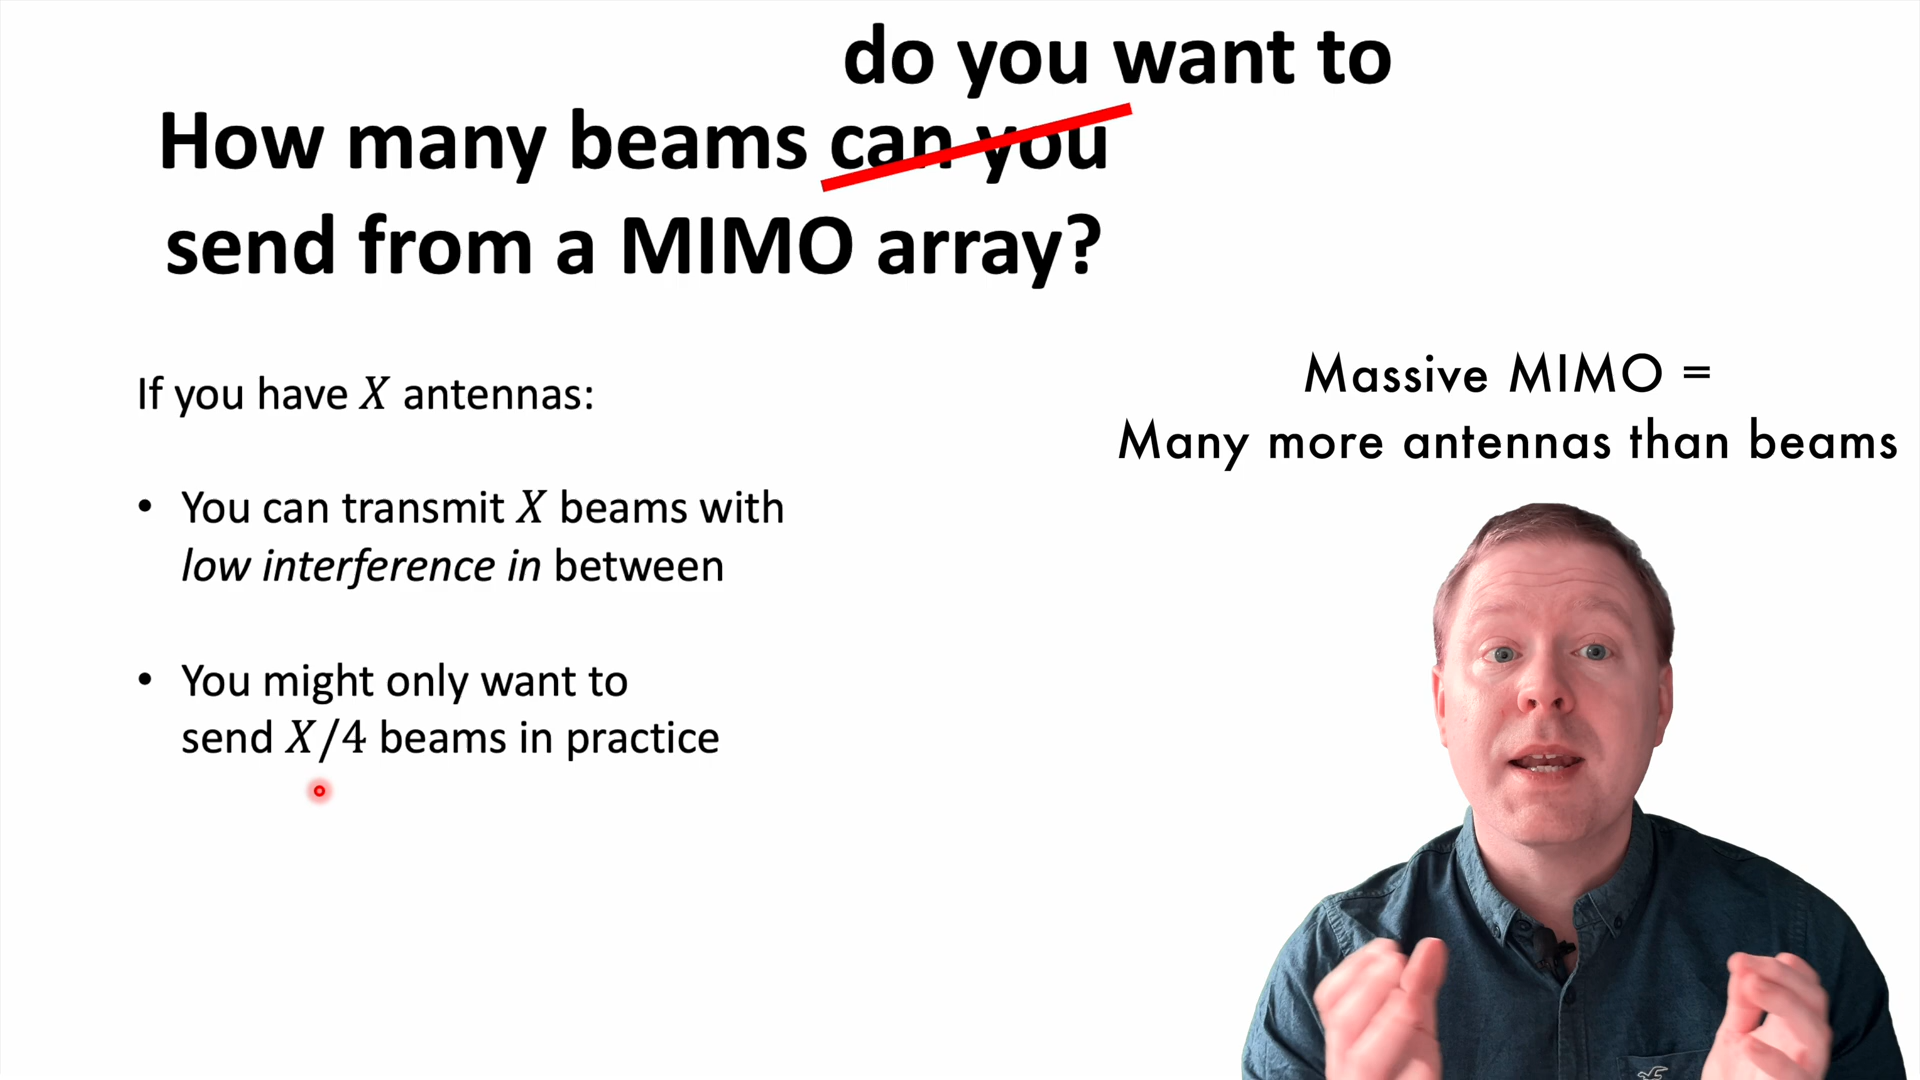 do you want to
How many beams can you
send from a MIMO array?
If you have X antennas:
• You can transmit X beams with
low interference in between
• You might only want to
send X/4 beams in practice
Massive MIMO =
Many more antennas than beams